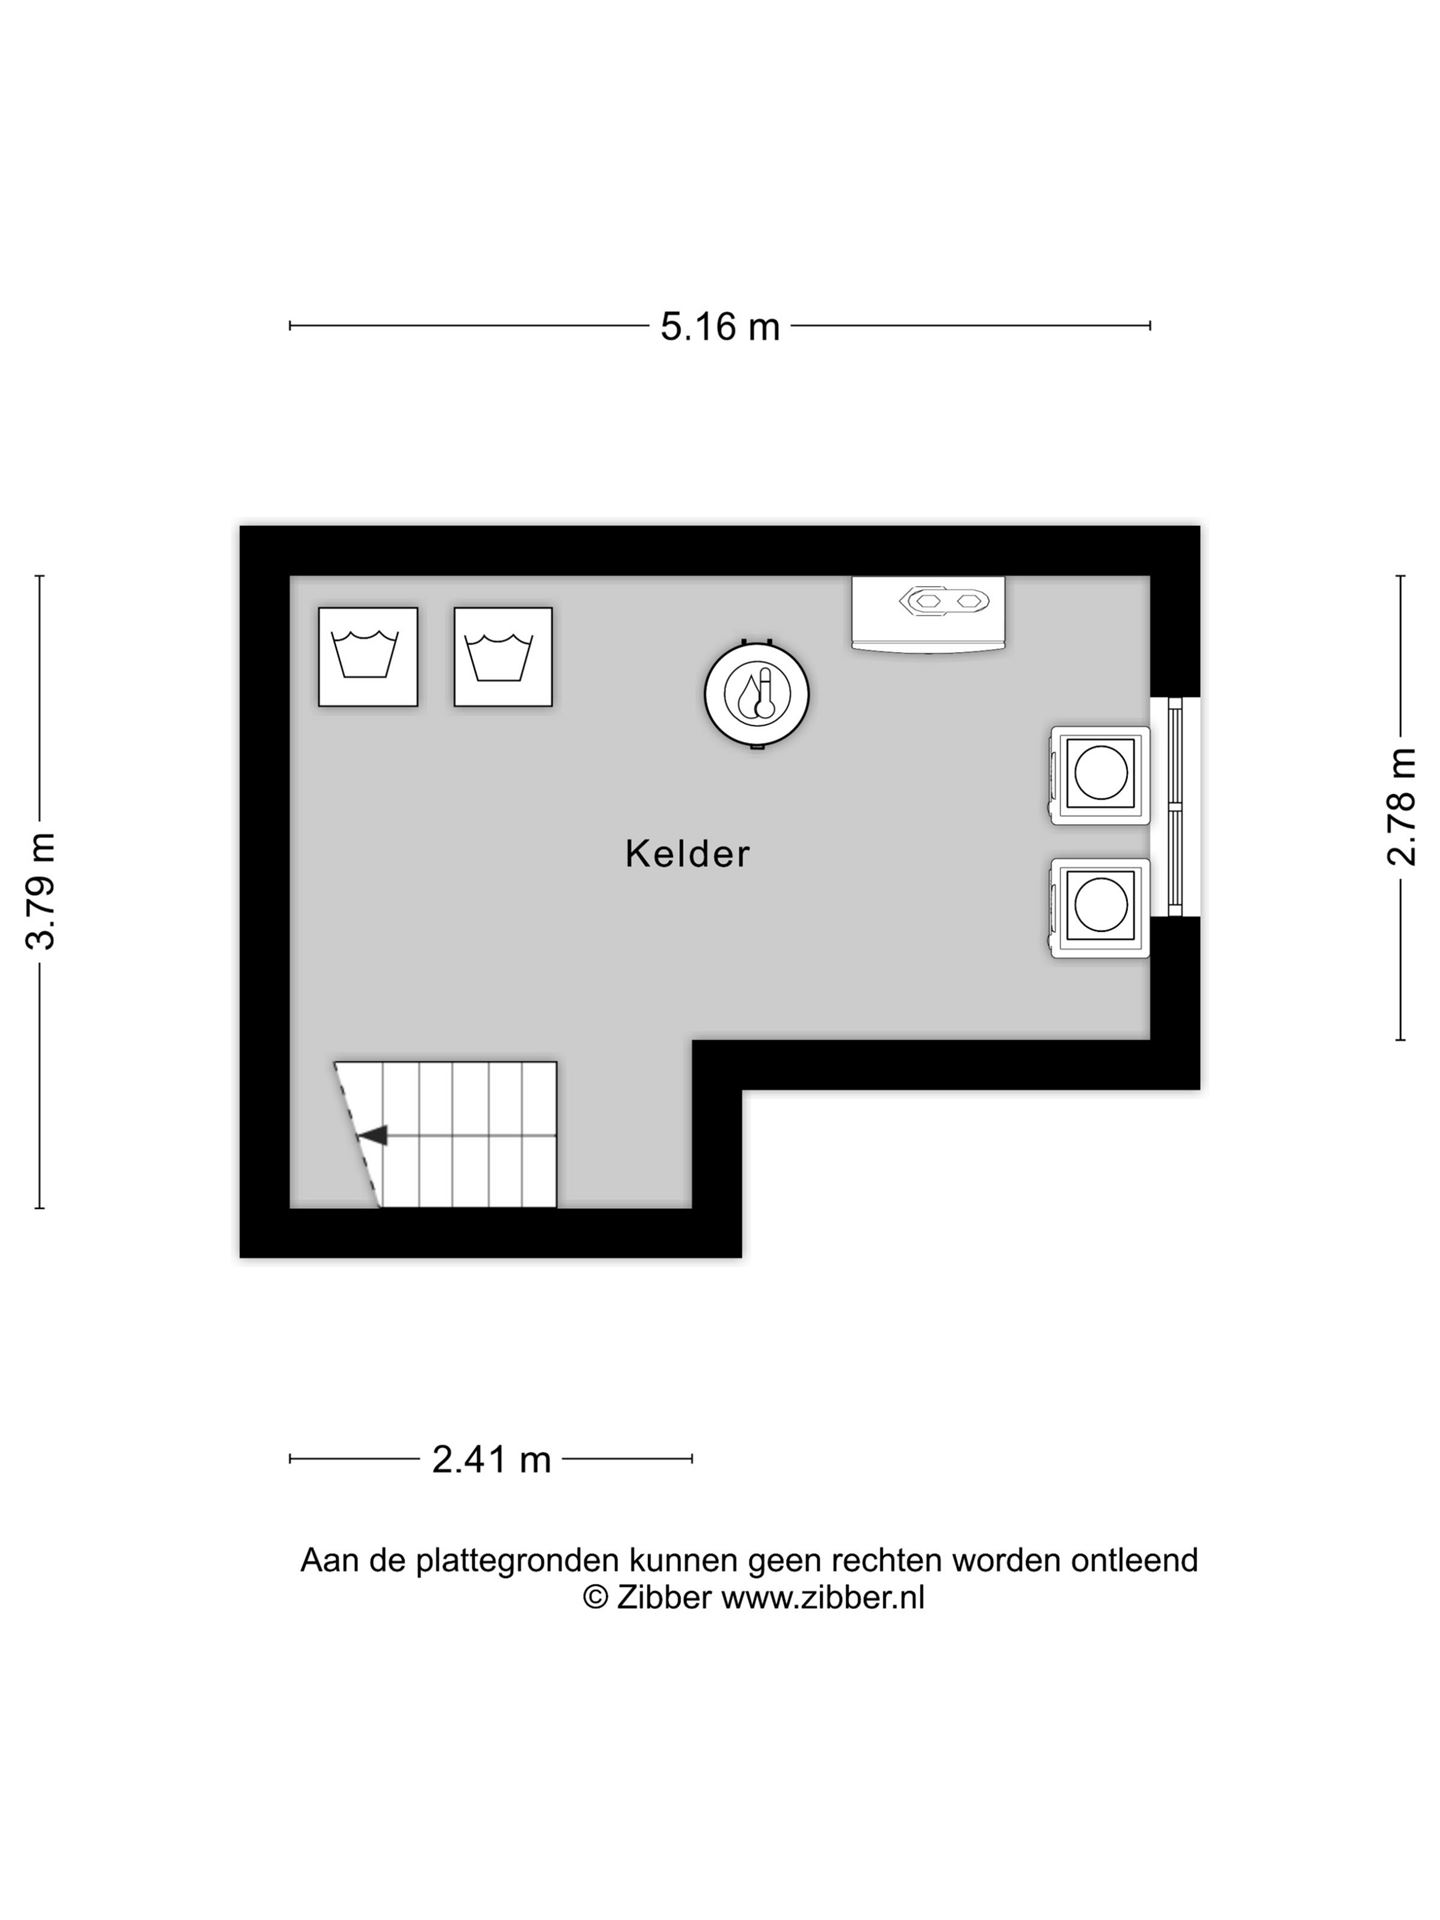 5.16 m
3.79 m
2.78 m
Kelder
2.41 m
Aan de plattegronden kunnen geen rechten worden ontleend
© Zibber www.zibber.nl